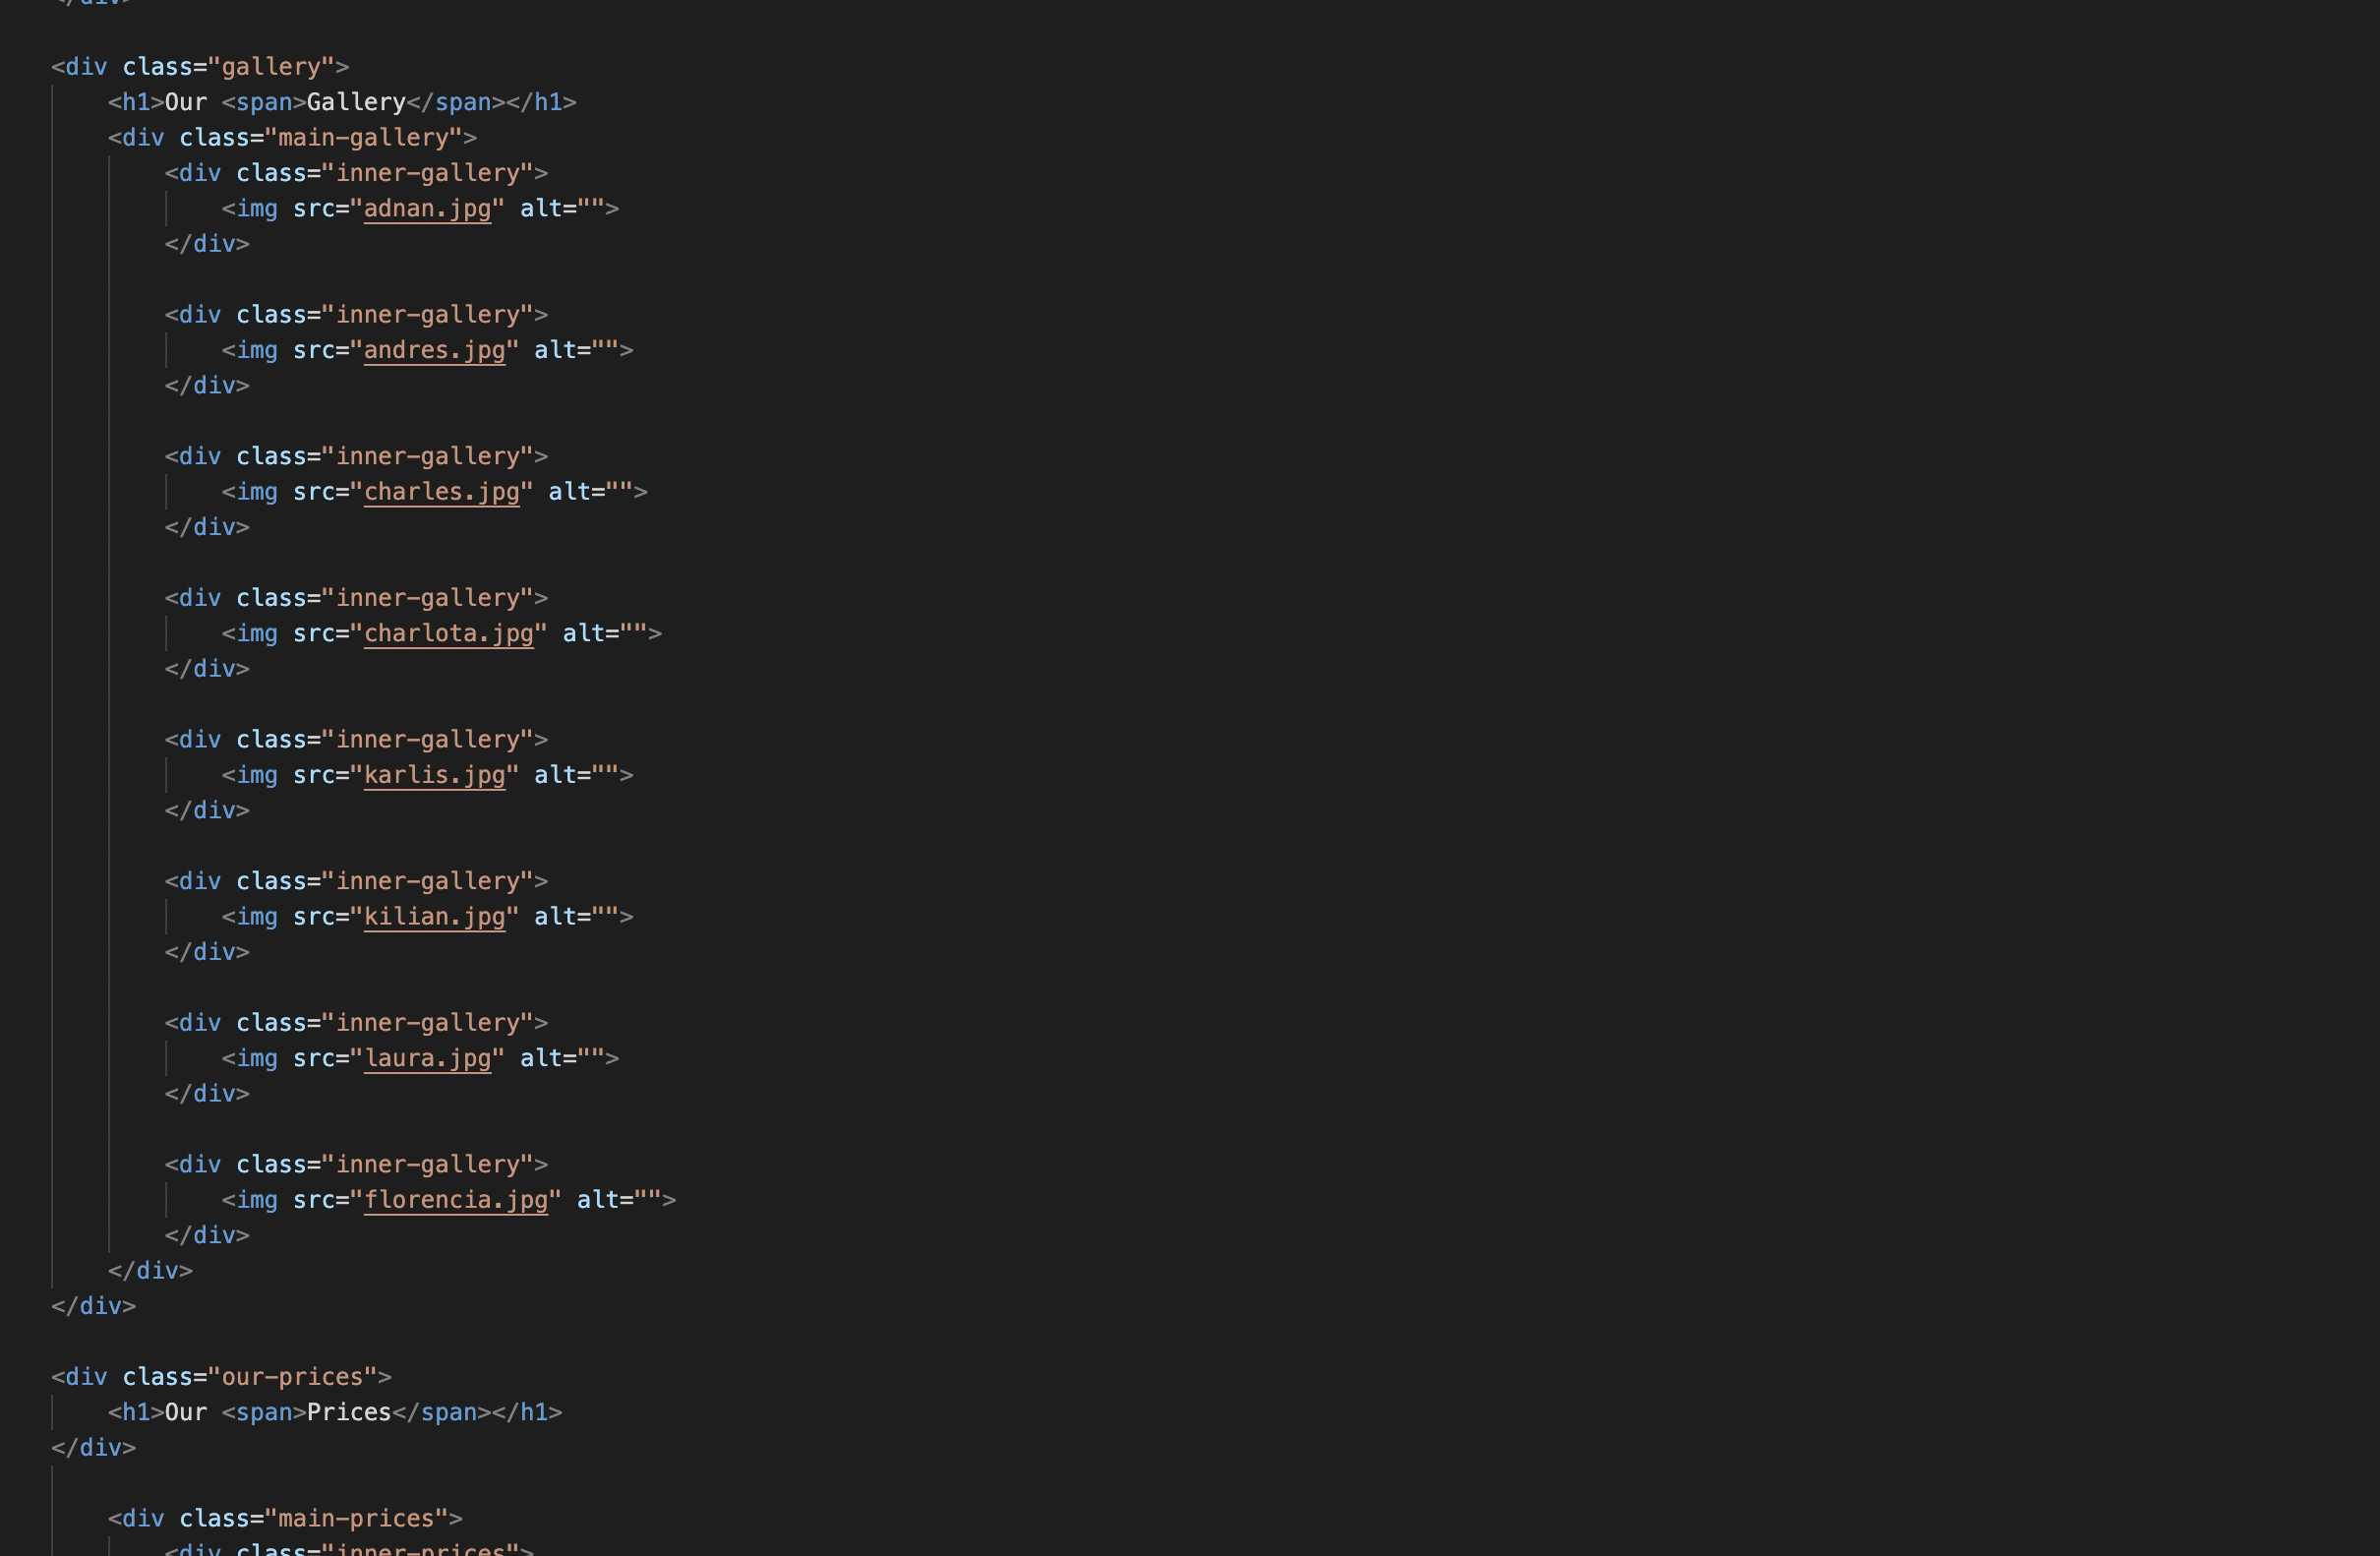 </div>
<div class="gallery">
<h1>Our <span>Gallery</span></h1>
<div class="main-gallery">
<div class="inner-gallery">
<img src="adnan.jpg" alt="">
</div>
<div class="inner-gallery">
<img src="andres.jpg" alt="">
</div>
<div class="inner-gallery">
<img src="charles.jpg" alt="">
</div>
<div class="inner-gallery">
<img src="charlota.jpg" alt="">
</div>
<div class="inner-gallery">
<img src="karlis.jpg" alt="">
</div>
<div class="inner-gallery">
<img src="kilian.jpg" alt="">
</div>
<div class="inner-gallery">
<img src="laura.jpg" alt="">
</div>
<div class="inner-gallery">
<img src="florencia.jpg" alt="">
</div>
</div>
</div>
<div class="our-prices">
<h1>Our <span>Prices</span></h1>
</div>
<div class="main-prices">
<div class="inner-prices">